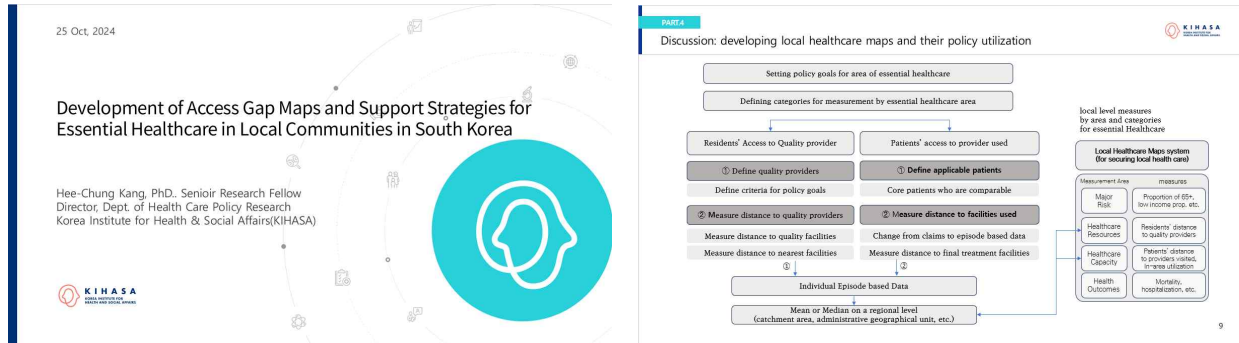 25 Oct, 2024
Development of Access Gap Maps and Support Strategies for
Essential Healthcare in Local Communities in South Korea
Hee-Chung Kang, PhD.. Senioir Research Fellow
Director, Dept. of Health Care Policy Research
Korea Institute for Health & Social Affairs(KIHASA)
KIHASA
KOREA INSTITUTE FOR
HEALTH AND SOCIAL AFFAIRS
PART.4
KIHASA
KOREA INSTITUTE FOR
HEALTH AND SOCIAL AFFAIRS
Discussion: developing local healthcare maps and their policy utilization
Setting policy goals for area of essential healthcare
Defining categories for measurement by essential healthcare area
Residents' Access to Quality provider
① Define quality providers
Define criteria for policy goals
② Measure distance to quality providers
Measure distance to quality facilities
Measure distance to nearest facilities
①
Patients' access to provider used
① Define applicable patients
Core patients who are comparable
② Measure distance to facilities used
Change from claims to episode based data
Measure distance to final treatment facilities
②
Individual Episode based Data
Mean or Median on a regional level
(catchment area, administrative geographical unit, etc.)
local level measures
by area and categories
for essential Healthcare
Local Healthcare Maps system
(for securing local health care)
Measurement Area
measures
Major
Risk
Proportion of 65+,
low income prop. etc.
Healthcare
Resources
Residents' distance
to quality providers
Healthcare
Capacity
Patients' distance
to providers visited,
In-area utilization
Health
Outcomes
Mortality,
hospitalization, etc.
9